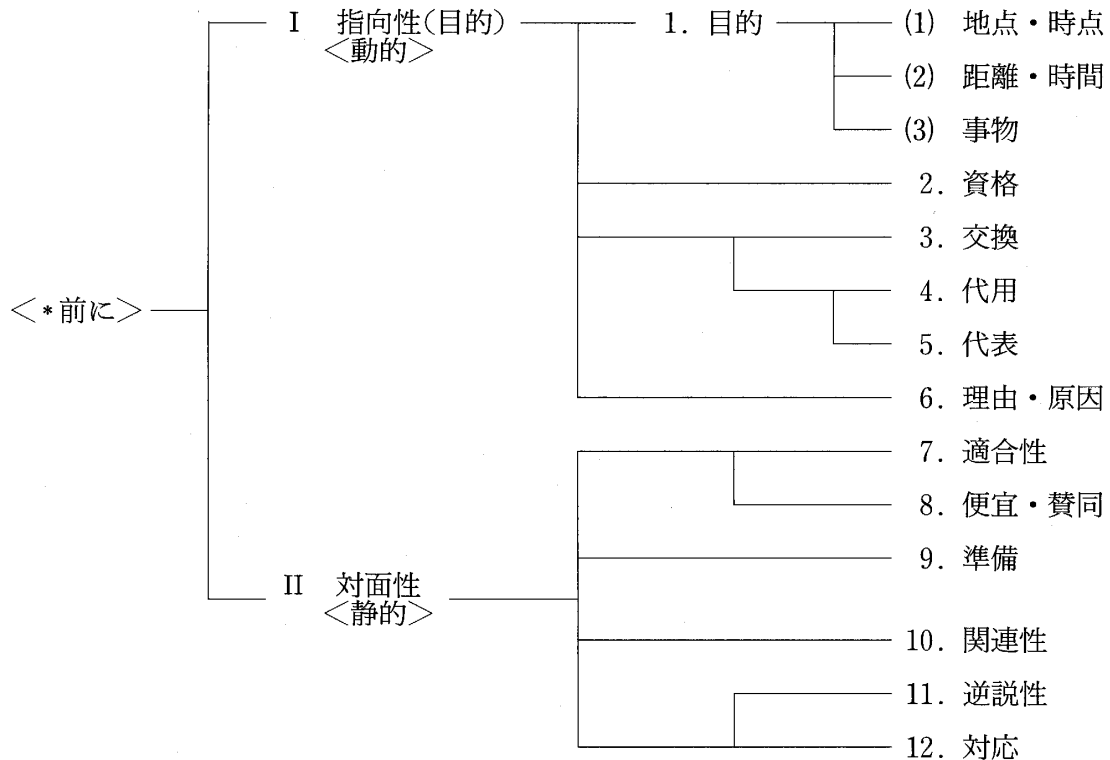 I 指向性(目的)
<動的>
1. 目的
(1) 地点・時点
(2) 距離・時間
(3) 事物
2. 資格
3. 交換
<*前に>
4. 代用
5. 代表
6. 理由・原因
7. 適合性
8. 便宜・賛同
9. 準備
II 対面性
<静的>
10. 関連性
11. 逆説性
12. 対応